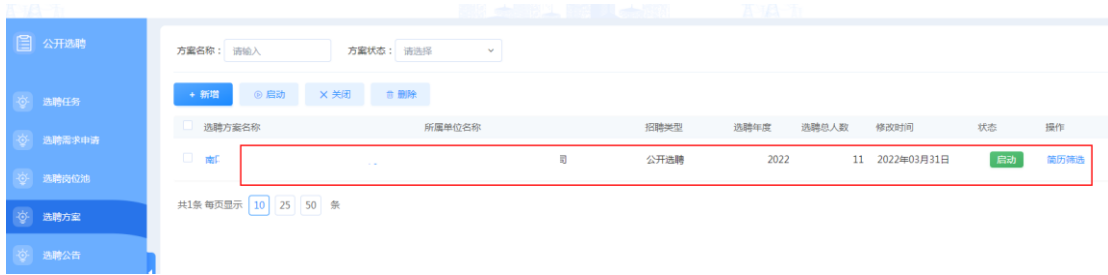 公开选聘
选聘任务
选聘需求申请
选聘岗位池
选聘方案
选聘公告
方案名称： 请输入 方案状态： 请选择
+ 新增 启动 × 关闭 删除
选聘方案名称 所属单位名称 招聘类型 选聘年度 选聘总人数 修改时间 状态 操作
公开选聘 2022 11 2022年03月31日 启动 简历筛选
共1条 每页显示 10 25 50 条